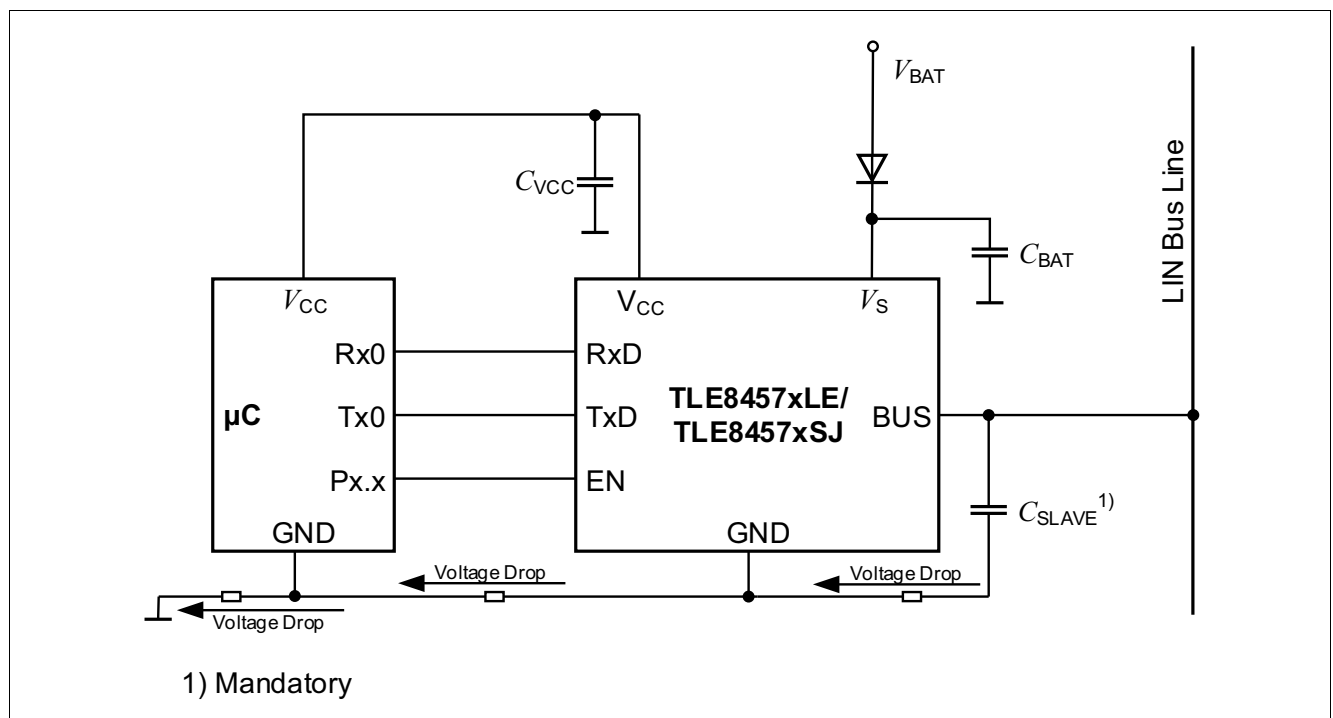 VBAT
LIN Bus Line
CVCC
CBAT
VCC
VCC
VS
Rx0
RxD
TLE8457xLE/
TLE8457xSJ
µC
Tx0
TxD
BUS
Px.x
EN
CSLAVE1)
GND
GND
Voltage Drop
Voltage Drop
Voltage Drop
1) Mandatory